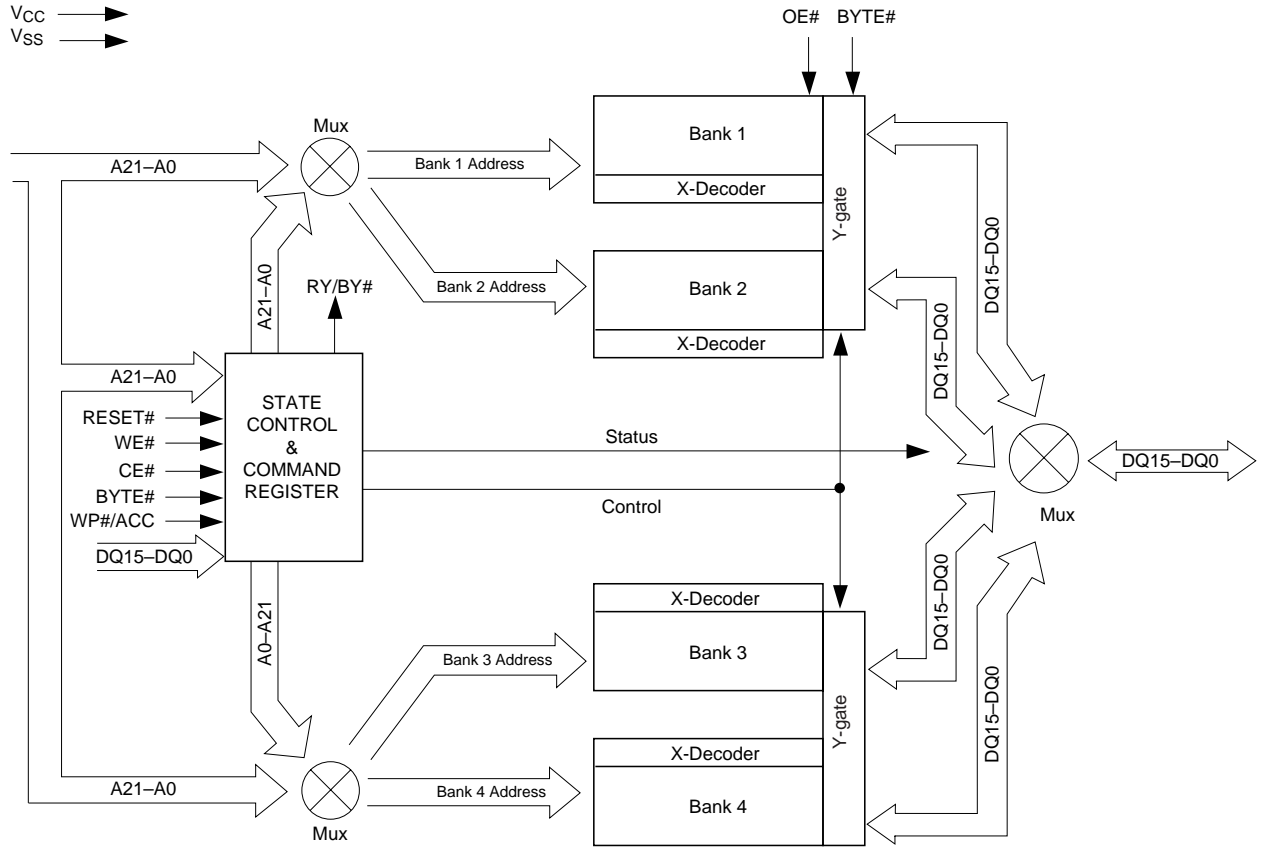 VCC
VSS
OE# BYTE#
Mux
Bank 1
A21–A0
Bank 1 Address
X-Decoder
Y-gate
DQ15–DQ0
A21–A0
RY/BY#
Bank 2 Address
Bank 2
X-Decoder
DQ15–DQ0
A21–A0
STATE
CONTROL
&
COMMAND
REGISTER
RESET#
WE#
CE#
BYTE#
WP#/ACC
DQ15–DQ0
Status
Control
DQ15–DQ0
Mux
A0–A21
X-Decoder
Bank 3 Address
Bank 3
DQ15–DQ0
Y-gate
DQ15–DQ0
X-Decoder
A21–A0
Bank 4 Address
Bank 4
Mux